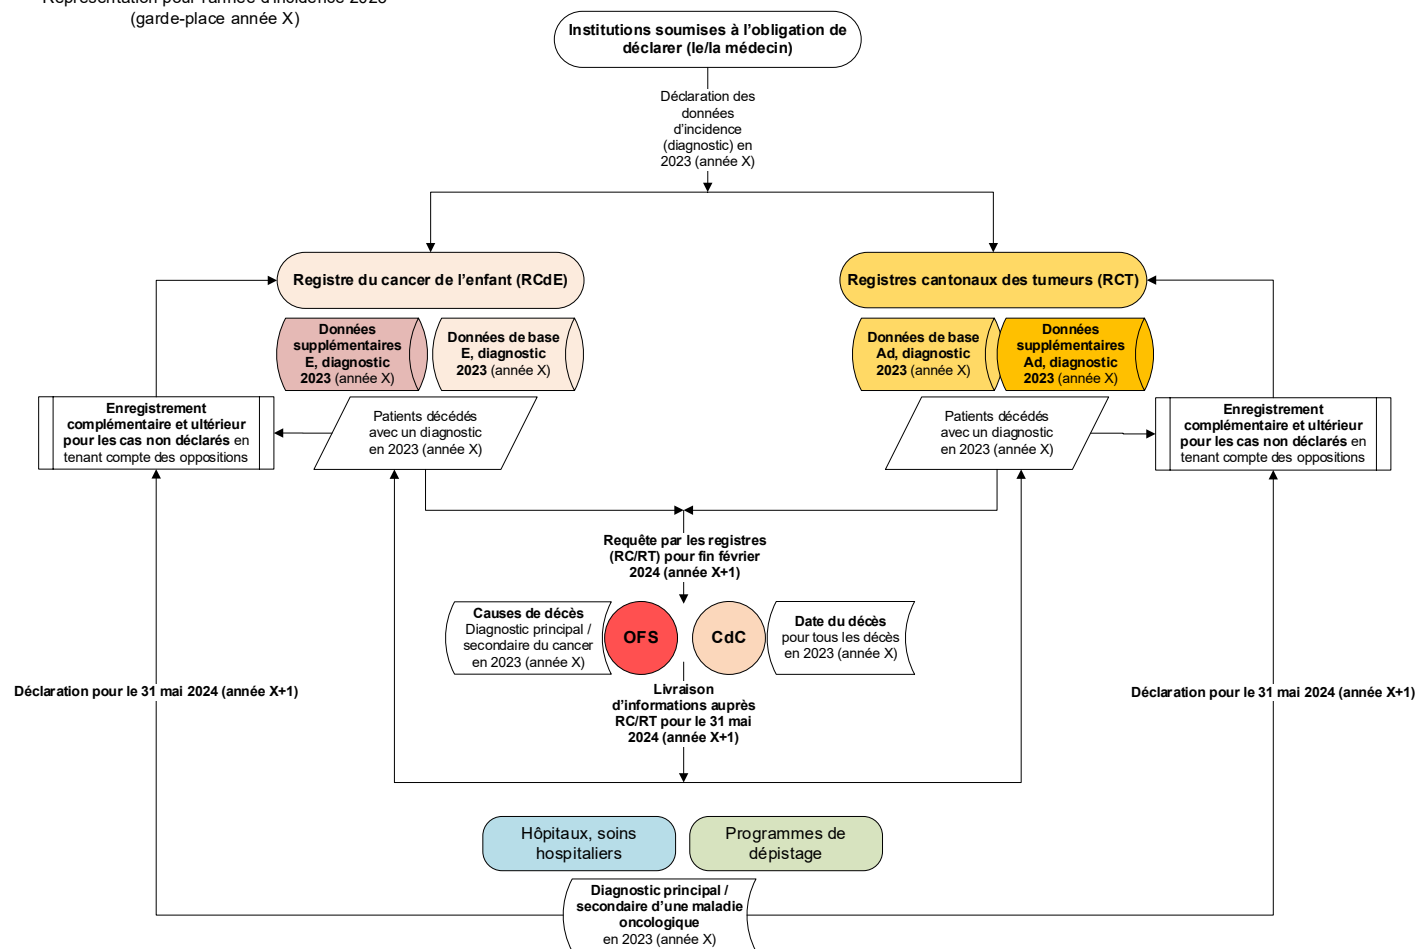 Représentation pour l'année d'incidence 2023
(garde-place année X)
Institutions soumises à l'obligation de
déclarer (le/la médecin)
Déclaration des
données
d'incidence
(diagnostic) en
2023 (année X)
Registre du cancer de l'enfant (RCdE)
Registres cantonaux des tumeurs (RCT)
Données
supplémentaires
E, diagnostic
2023 (année X)
Données de base
E, diagnostic
2023 (année X)
Données de base
Ad, diagnostic
2023 (année X)
Données
supplémentaires
Ad, diagnostic
2023 (année X)
Enregistrement
complémentaire et ultérieur
pour les cas non déclarés en
tenant compte des oppositions
Patients décédés
avec un diagnostic
en 2023 (année X)
Patients décédés
avec un diagnostic
en 2023 (année X)
Enregistrement
complémentaire et ultérieur
pour les cas non déclarés en
tenant compte des oppositions
Requête par les registres
(RC/RT) pour fin février
2024 (année X+1)
Causes de décès
Diagnostic principal /
secondaire du cancer
en 2023 (année X)
OFS
CdC
Date du décès
pour tous les décès
en 2023 (année X)
Livraison
d'informations auprès
RC/RT pour le 31 mai
2024 (année X+1)
Déclaration pour le 31 mai 2024 (année X+1)
Déclaration pour le 31 mai 2024 (année X+1)
Hôpitaux, soins
hospitaliers
Programmes de
dépistage
Diagnostic principal /
secondaire d'une maladie
oncologique
en 2023 (année X)